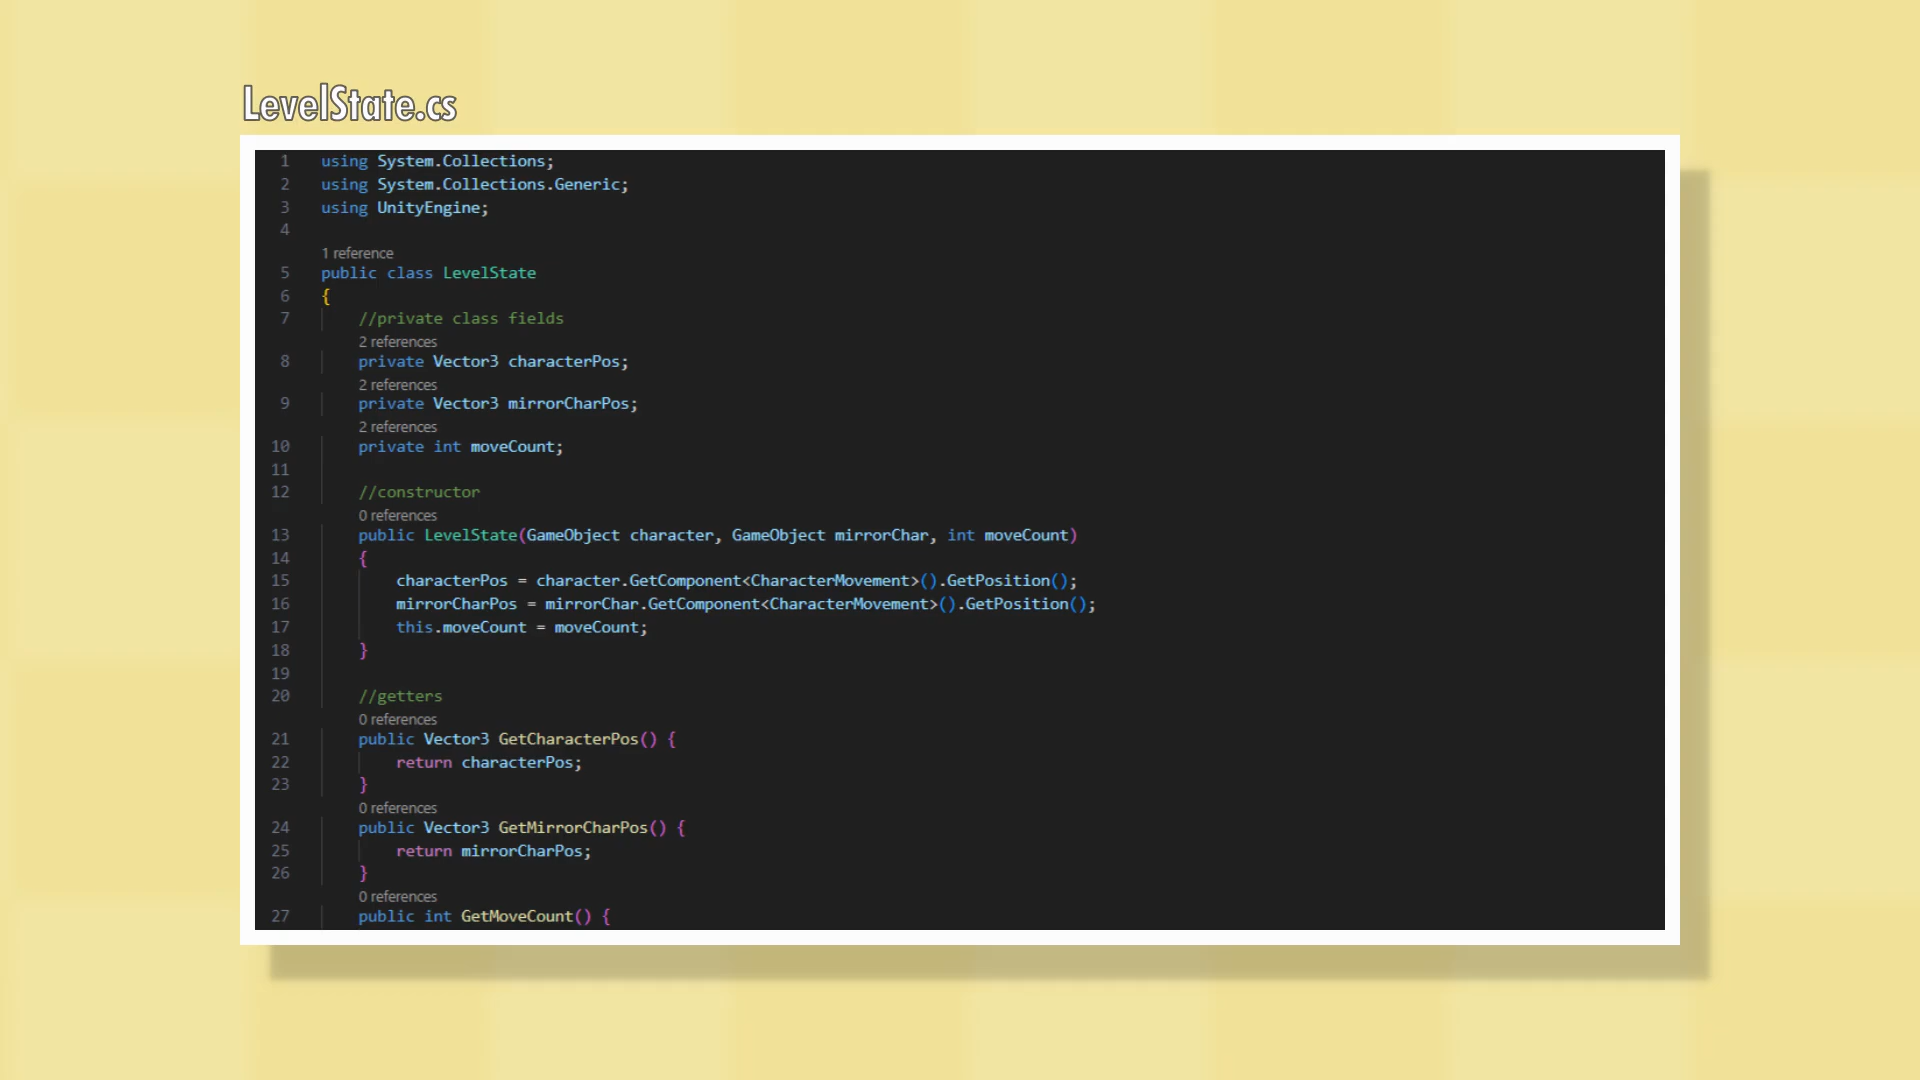 LevelState.cs
1 using System.Collections;
2 using System.Collections.Generic;
3 using UnityEngine;
4
1 reference
5 public class LevelState
6 {
7 //private class fields
2 references
8 private Vector3 characterPos;
2 references
9 private Vector3 mirrorCharPos;
2 references
10 private int moveCount;
11
12 //constructor
0 references
13 public LevelState(GameObject character, GameObject mirrorChar, int moveCount)
14 {
15 characterPos = character.GetComponent<CharacterMovement>().GetPosition();
16 mirrorCharPos = mirrorChar.GetComponent<CharacterMovement>().GetPosition();
17 this.moveCount = moveCount;
18 }
19
20 //getters
0 references
21 public Vector3 GetCharacterPos() {
22 return characterPos;
23 }
0 references
24 public Vector3 GetMirrorCharPos() {
25 return mirrorCharPos;
26 }
0 references
27 public int GetMoveCount() {